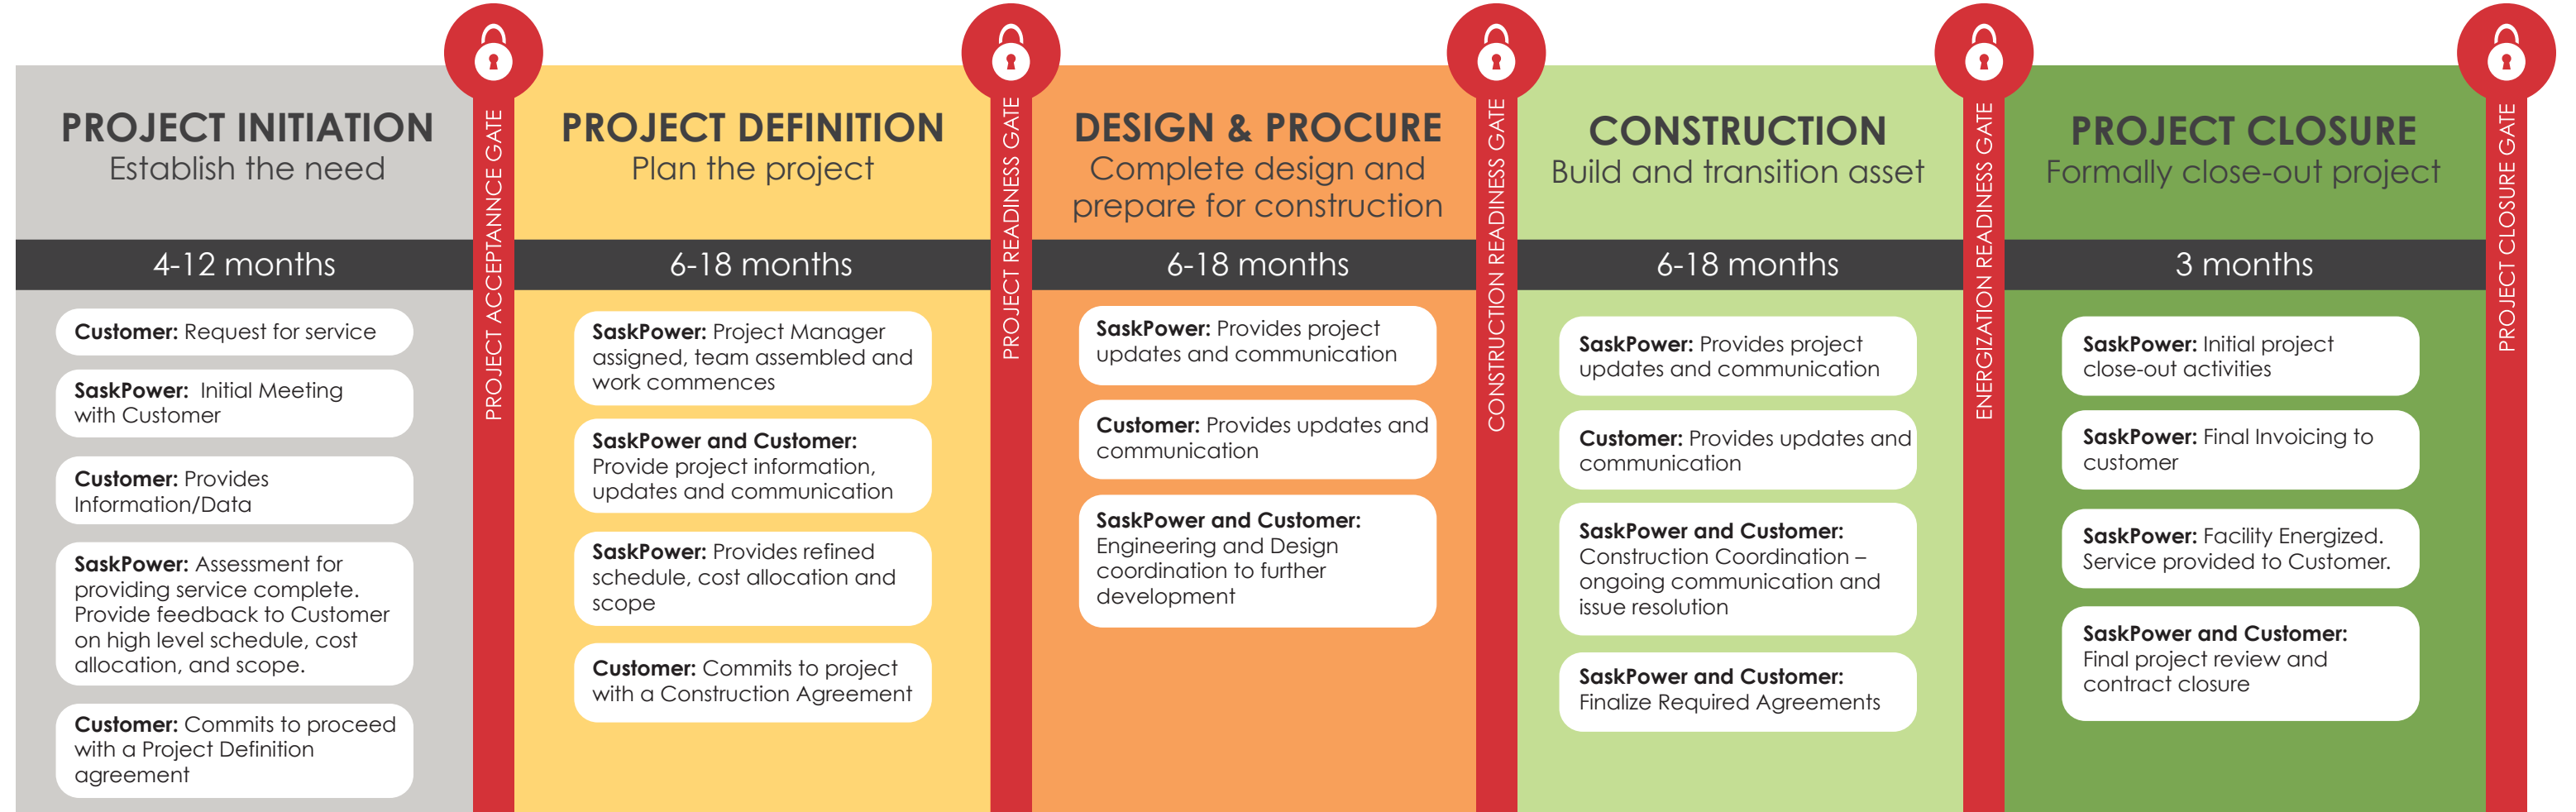 PROJECT INITIATION
Establish the need
4-12 months
Customer: Request for service
SaskPower: Initial Meeting
with Customer
Customer: Provides
Information/Data
SaskPower: Assessment for
providing service complete.
Provide feedback to Customer
on high level schedule, cost
allocation, and scope.
Customer: Commits to proceed
with a Project Definition
agreement
PROJECT ACCEPTANNCE GATE
PROJECT DEFINITION
Plan the project
6-18 months
SaskPower: Project Manager
assigned, team assembled and
work commences
SaskPower and Customer:
Provide project information,
updates and communication
SaskPower: Provides refined
schedule, cost allocation and
scope
Customer: Commits to project
with a Construction Agreement
PROJECT READINESS GATE
DESIGN & PROCURE
Complete design and
prepare for construction
6-18 months
SaskPower: Provides project
updates and communication
Customer: Provides updates and
communication
SaskPower and Customer:
Engineering and Design
coordination to further
development
CONSTRUCTION READINESS GATE
CONSTRUCTION
Build and transition asset
6-18 months
SaskPower: Provides project
updates and communication
Customer: Provides updates and
communication
SaskPower and Customer:
Construction Coordination –
ongoing communication and
issue resolution
SaskPower and Customer:
Finalize Required Agreements
ENERGIZATION READINESS GATE
PROJECT CLOSURE
Formally close-out project
3 months
SaskPower: Initial project
close-out activities
SaskPower: Final Invoicing to
customer
SaskPower: Facility Energized.
Service provided to Customer.
SaskPower and Customer:
Final project review and
contract closure
PROJECT CLOSURE GATE